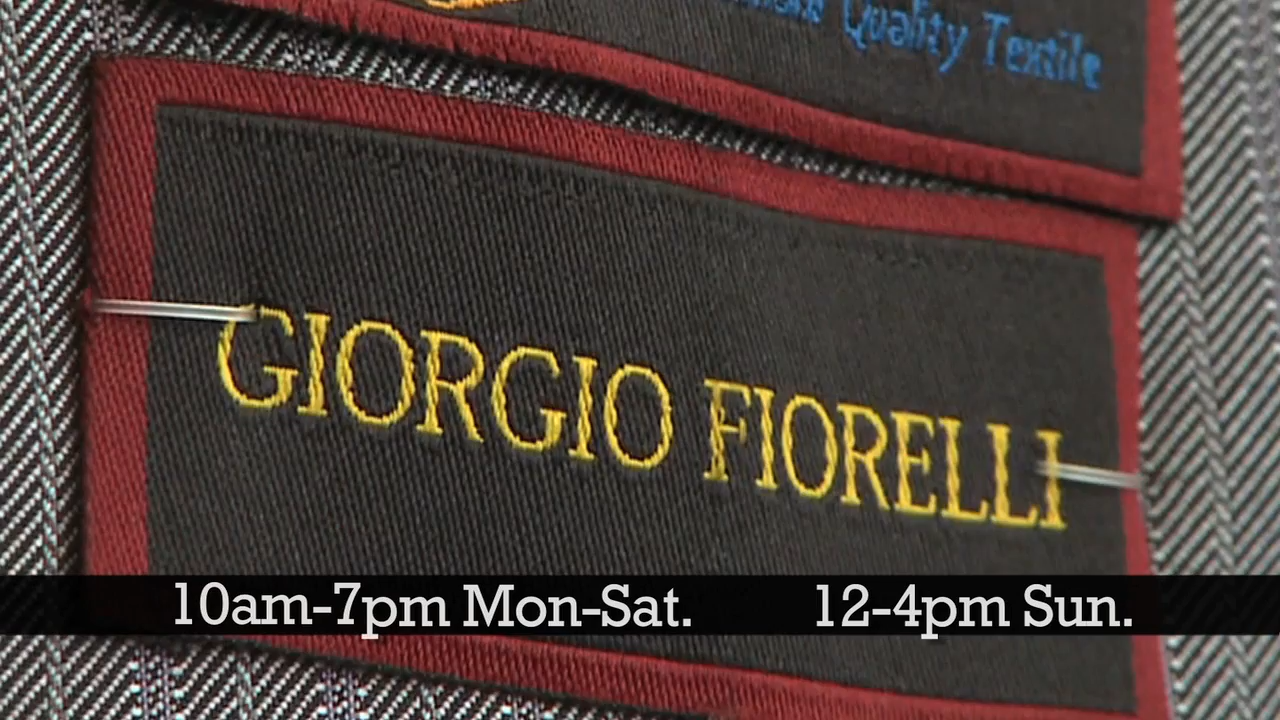 Quality Textile
GIORGIO FIORELLI
10am-7pm Mon-Sat. 12-4pm Sun.